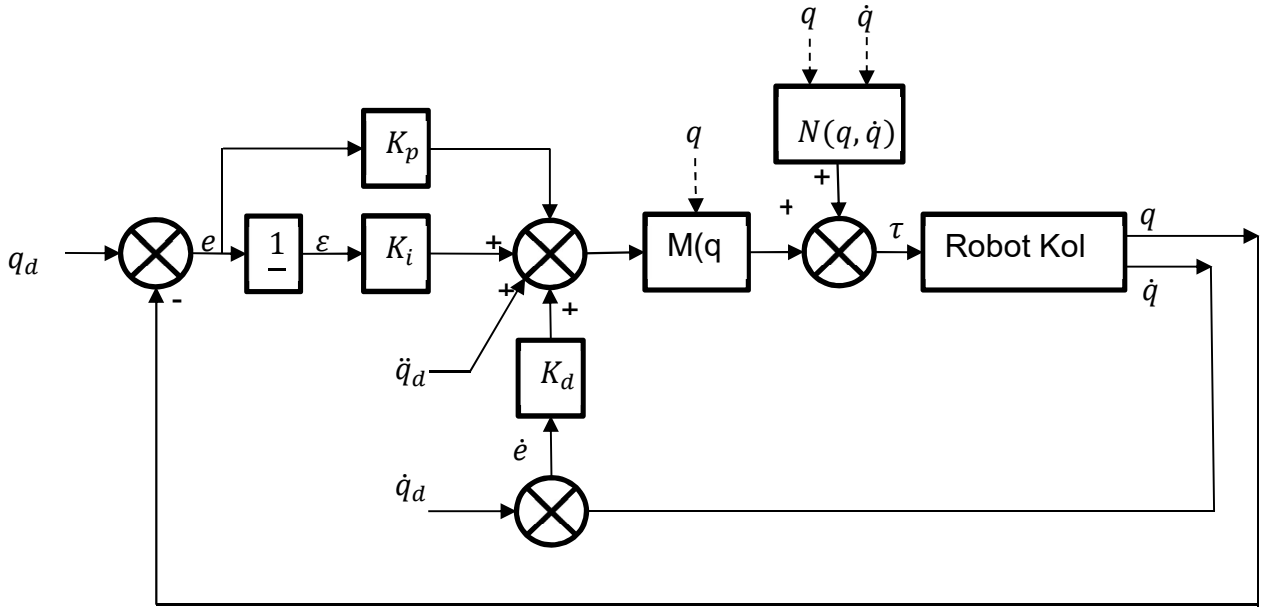 q q̇
N(q, q̇)
K_p
q
+
+
q_d
e
1
ε
K_i
+
M(q
τ
Robot Kol
q
q̇
-
+
+
q̈_d
K_d
ė
q̇_d